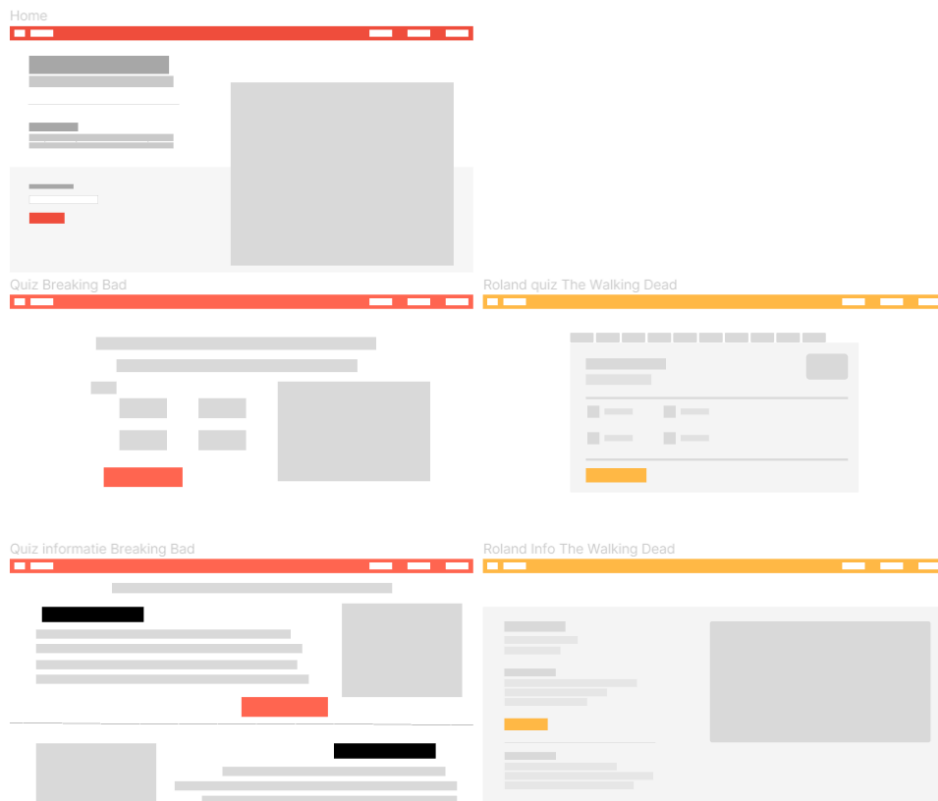 Home
Quiz Breaking Bad
Roland quiz The Walking Dead
Quiz informatie Breaking Bad
Roland Info The Walking Dead